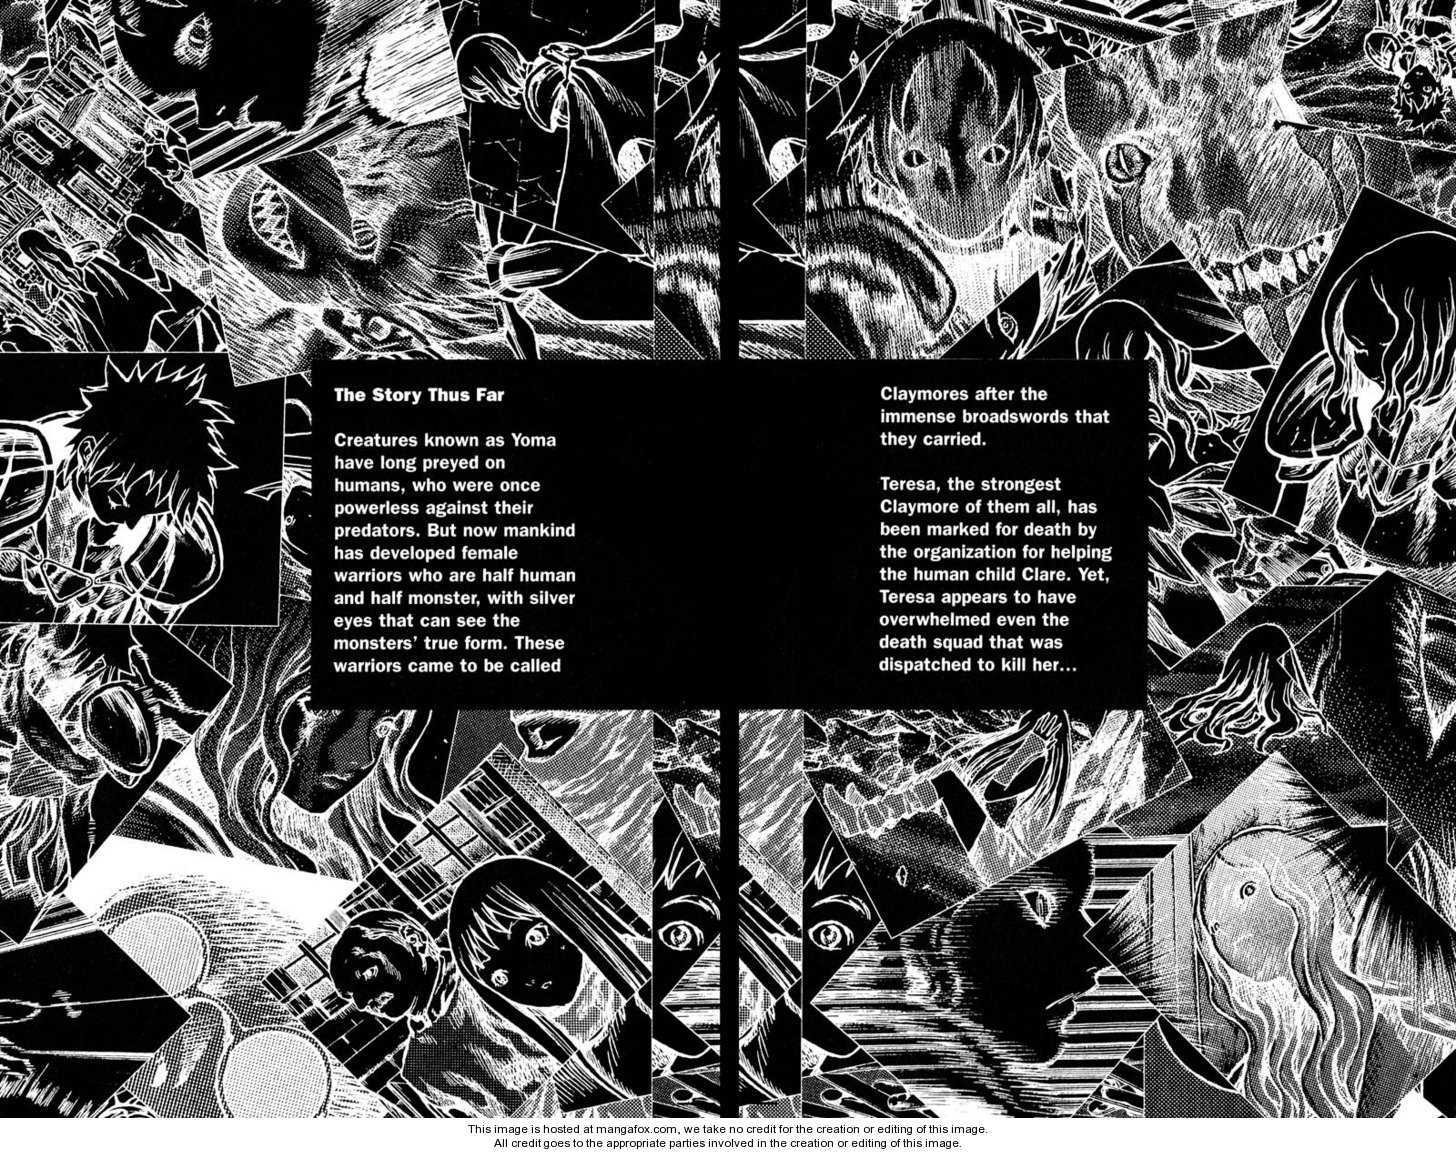 The Story Thus Far
Creatures known as Yoma
have long preyed on
humans, who were once
powerless against their
predators. But now mankind
has developed female
warriors who are half human
and half monster, with silver
eyes that can see the
monsters’ true form. These
warriors came to be called
Claymores after the
immense broadswords that
they carried.
Teresa, the strongest
Claymore of them all, has
been marked for death by
the organization for helping
the human child Clare. Yet,
Teresa appears to have
overwhelmed even the
death squad that was
dispatched to kill her...
This image is hosted at mangafox.com, we take no credit for the creation or editing of this image.
All credit goes to the appropriate parties involved in the creation or editing of this image.